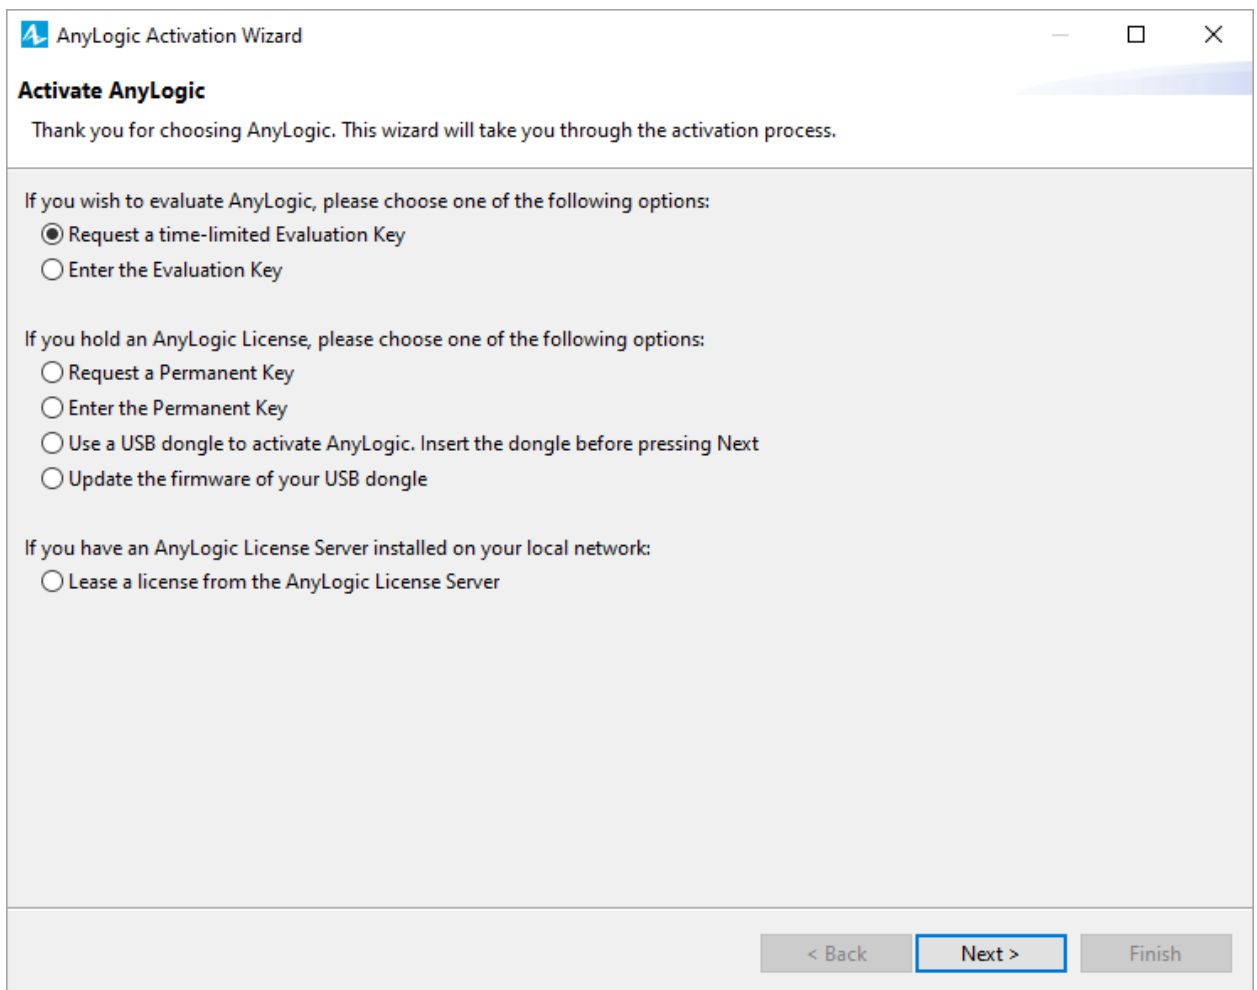 AnyLogic Activation Wizard
Activate AnyLogic
Thank you for choosing AnyLogic. This wizard will take you through the activation process.
If you wish to evaluate AnyLogic, please choose one of the following options:
Request a time-limited Evaluation Key
Enter the Evaluation Key
If you hold an AnyLogic License, please choose one of the following options:
Request a Permanent Key
Enter the Permanent Key
Use a USB dongle to activate AnyLogic. Insert the dongle before pressing Next
Update the firmware of your USB dongle
If you have an AnyLogic License Server installed on your local network:
Lease a license from the AnyLogic License Server
< Back Next > Finish